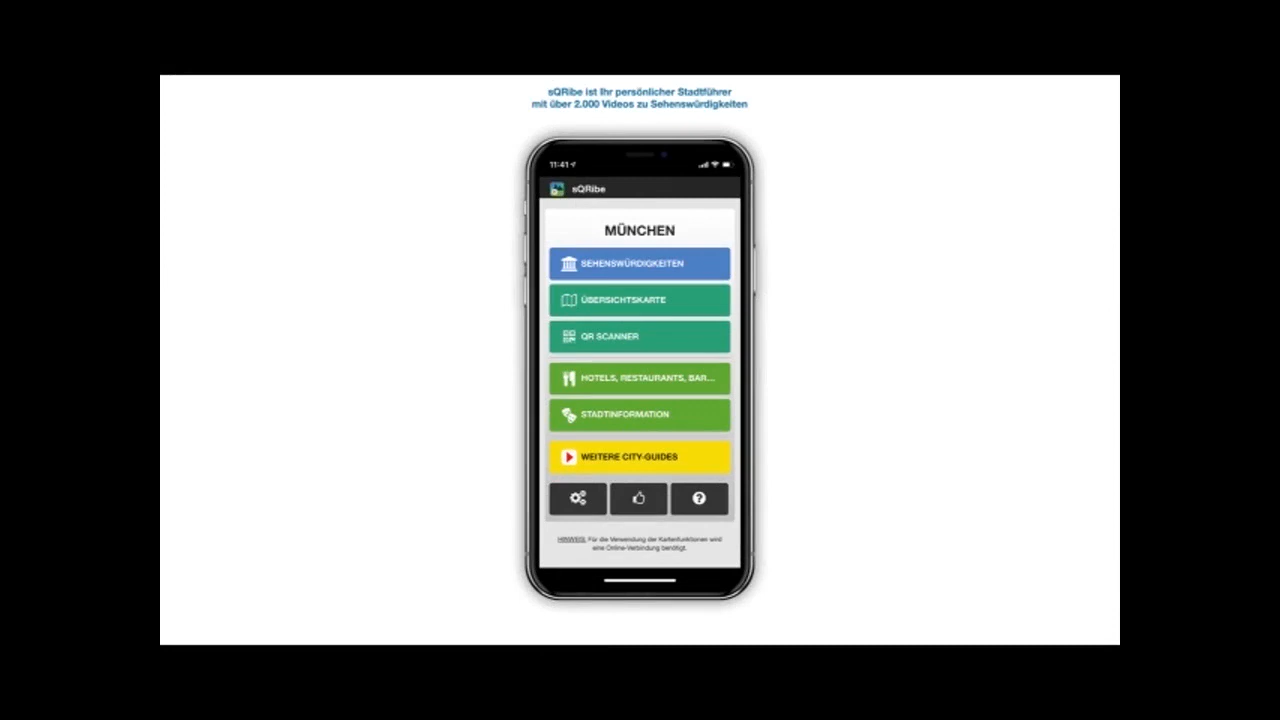 sQRibe ist Ihr persönlicher Stadtführer
mit über 2.000 Videos zu Sehenswürdigkeiten
11:41
sQRibe
MÜNCHEN
SEHENSWÜRDIGKEITEN
ÜBERSICHTSKARTE
QR SCANNER
HOTELS, RESTAURANTS, BAR...
STADTINFORMATION
WEITERE CITY-GUIDES
HINWEIS: Für die Verwendung der Kartenfunktionen wird
eine Online-Verbindung benötigt.